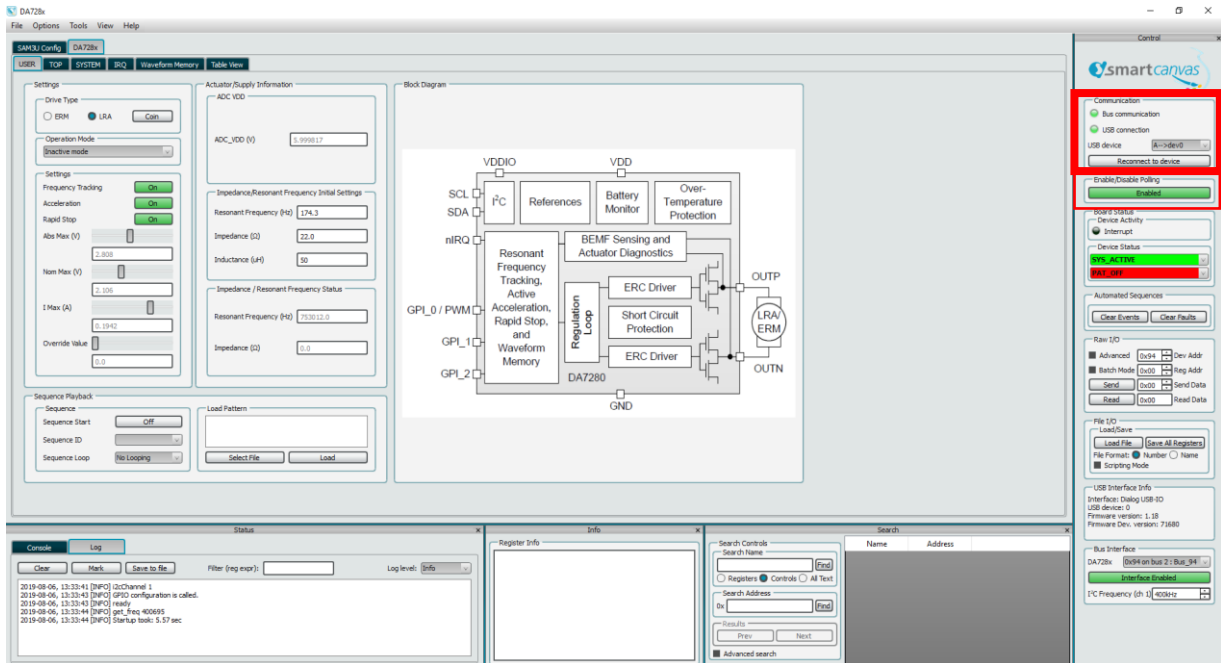 DA728x
File Options Tools View Help
SAM3U Config DA728x
USER TOP SYSTEM IRQ Waveform Memory Table View
Settings
Drive Type
ERM LRA Coin
Operation Mode
Inactive mode
Settings
Frequency Tracking On
Acceleration On
Rapid Stop On
Abs Max (V)
2.808
Nom Max (V)
2.106
I Max (A)
0.1942
Override Value
0.0
Actuator/Supply Information
ADC VDD
ADC_VDD (V) 3.999817
Impedance/Resonant Frequency Initial Settings
Resonant Frequency (Hz) 174.3
Impedance (Ω) 22.0
Inductance (uH) 50
Impedance / Resonant Frequency Status
Resonant Frequency (Hz) 753012.0
Impedance (Ω) 0.0
Sequence Playback
Sequence
Sequence Start Off
Sequence ID
Sequence Loop No Looping
Load Pattern
Select File Load
Block Diagram
VDDIO VDD
SCL
SDA
I²C
References
Battery
Monitor
Over-
Temperature
Protection
nIRQ
GPI_0 / PWM
GPI_1
GPI_2
Resonant
Frequency
Tracking,
Active
Acceleration,
Rapid Stop,
and
Waveform
Memory
BEMF Sensing and
Actuator Diagnostics
Regulation
Loop
ERC Driver
Short Circuit
Protection
ERC Driver
DA7280
OUTP
LRA/
ERM
OUTN
GND
Status
Console Log
Clear Mark Save to file Filter (reg expr): Log level: Info
2019-08-06, 13:33:41 [INFO] i2cChannel 1
2019-08-06, 13:33:43 [INFO] GPIO configuration is called.
2019-08-06, 13:33:43 [INFO] ready
2019-08-06, 13:33:44 [INFO] get_freq 400695
2019-08-06, 13:33:44 [INFO] Startup took: 5.57 sec
Info
Register Info
Search
Search Controls
Search Name
Find
Registers Controls All Text
Search Address
0x Find
Results
Prev Next
Advanced search
Name Address
Control
smartcanvas
Communication
Bus communication
USB connection
USB device A-->dev0
Reconnect to device
Enable/Disable Polling
Enabled
Board Status
Device Activity
Interrupt
Device Status
SYS_ACTIVE
PAT_OFF
Automated Sequences
Clear Events Clear Faults
Raw I/O
Advanced 0x94 Dev Addr
Batch Mode 0x00 Reg Addr
Send 0x00 Send Data
Read 0x00 Read Data
File I/O
Load/Save
Load File Save All Registers
File Format: Number Name
Scripting Mode
USB Interface Info
Interface: Dialog USB-IO
USB device: 0
Firmware version: 1.18
Firmware Dev. version: 71680
Bus Interface
DA728x 0x94 on bus 2 : Bus_94
Interface Enabled
I²C Frequency (ch 1) 400kHz